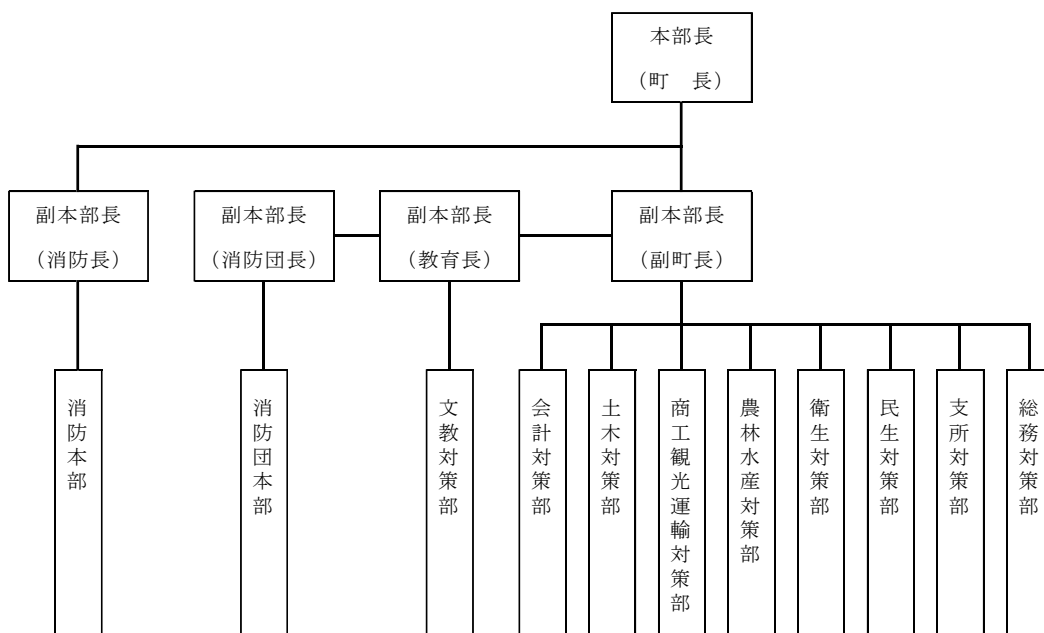 本部長
（町　長）
副本部長
（消防長）
副本部長
（消防団長）
副本部長
（教育長）
副本部長
（副町長）
消防本部
消防団本部
文教対策部
会計対策部
土木対策部
商工観光運輸対策部
農林水産対策部
衛生対策部
民生対策部
支所対策部
総務対策部